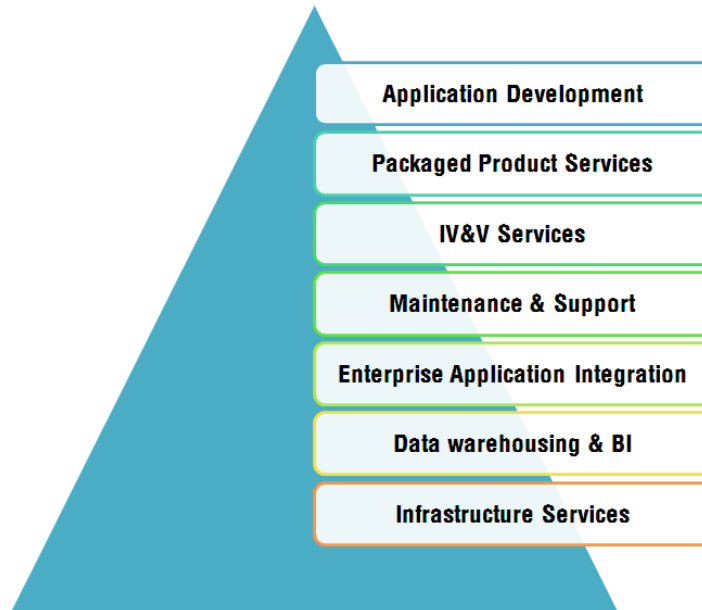 Application Development
Packaged Product Services
IV&V Services
Maintenance & Support
Enterprise Application Integration
Data warehousing & BI
Infrastructure Services